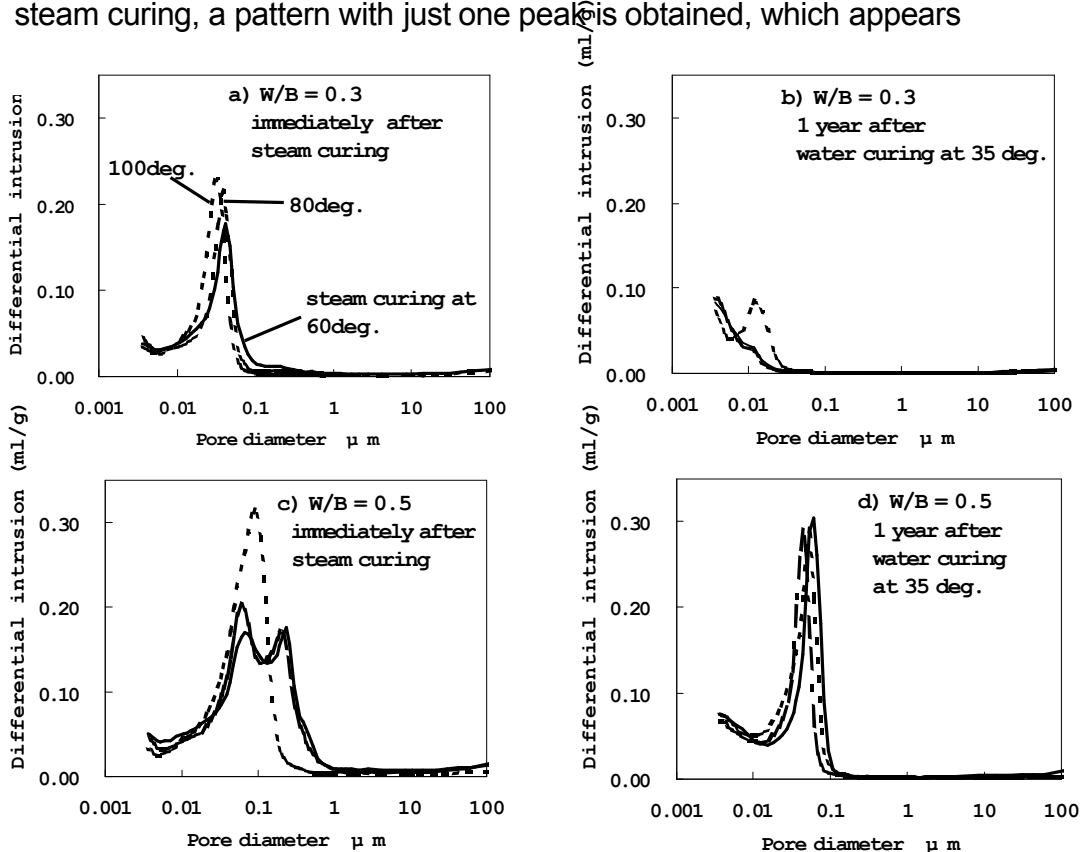 steam curing, a pattern with just one peak is obtained, which appears
Differential intrusion
a) W/B = 0.3
immediately after
steam curing
100deg.
80deg.
steam curing at
60deg.
0.30
0.20
0.10
0.00
0.001 0.01 0.1 1 10 100
Pore diameter μ m
Differential intrusion (ml/g)
b) W/B = 0.3
1 year after
water curing at 35 deg.
0.30
0.20
0.10
0.00
0.001 0.01 0.1 1 10 100
Pore diameter μ m
Differential intrusion (ml/g)
c) W/B = 0.5
immediately after
steam curing
0.30
0.20
0.10
0.00
0.001 0.01 0.1 1 10 100
Pore diameter μ m
Differential intrusion (ml/g)
d) W/B = 0.5
1 year after
water curing
at 35 deg.
0.30
0.20
0.10
0.00
0.001 0.01 0.1 1 10 100
Pore diameter μ m